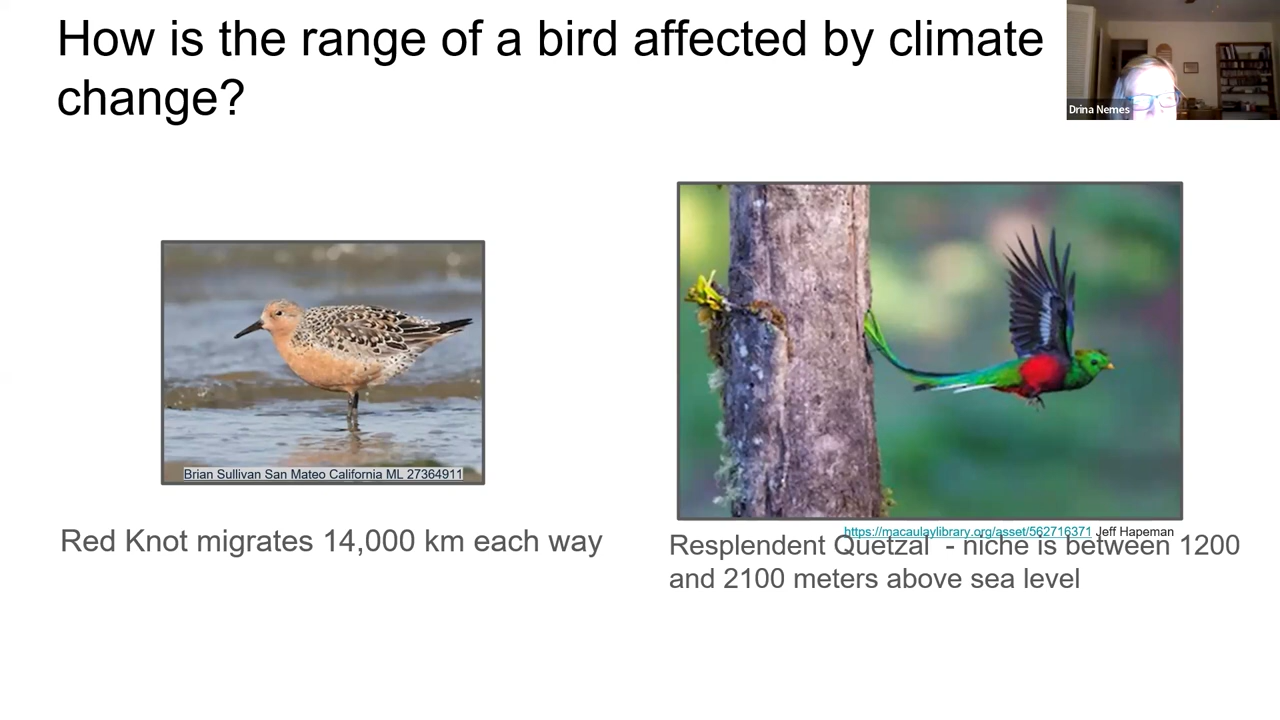 How is the range of a bird affected by climate
change?
Drina Nemes
Brian Sullivan San Mateo California ML 27364911
Red Knot migrates 14,000 km each way
https://macaulaylibrary.org/asset/562716371 Jeff Hapeman
Resplendent Quetzal - niche is between 1200
and 2100 meters above sea level